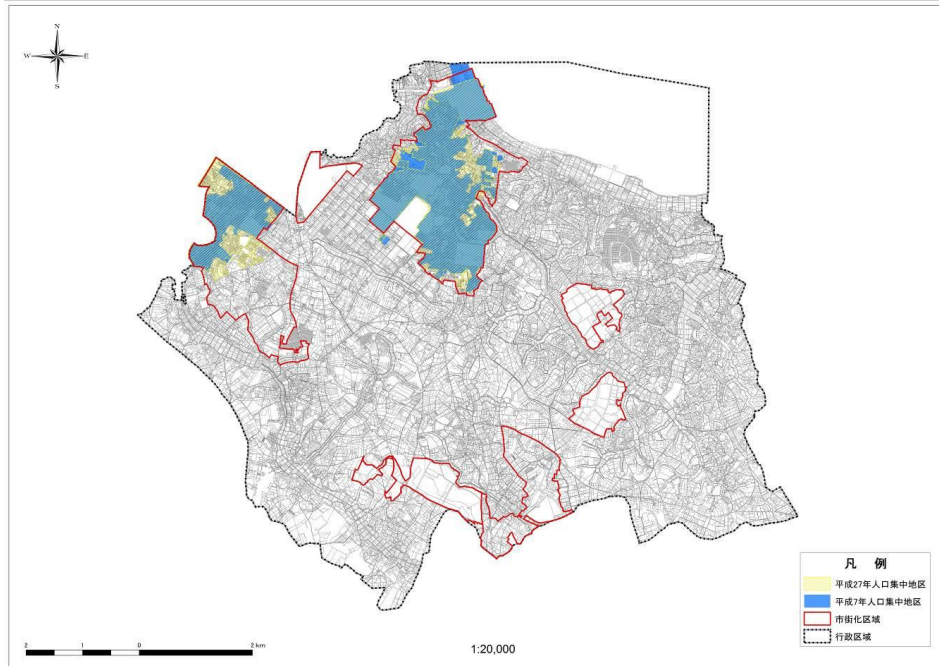 N
W E
S
凡 例
平成27年人口集中地区
平成7年人口集中地区
市街化区域
行政区域
2 1 0 2 km
1:20,000